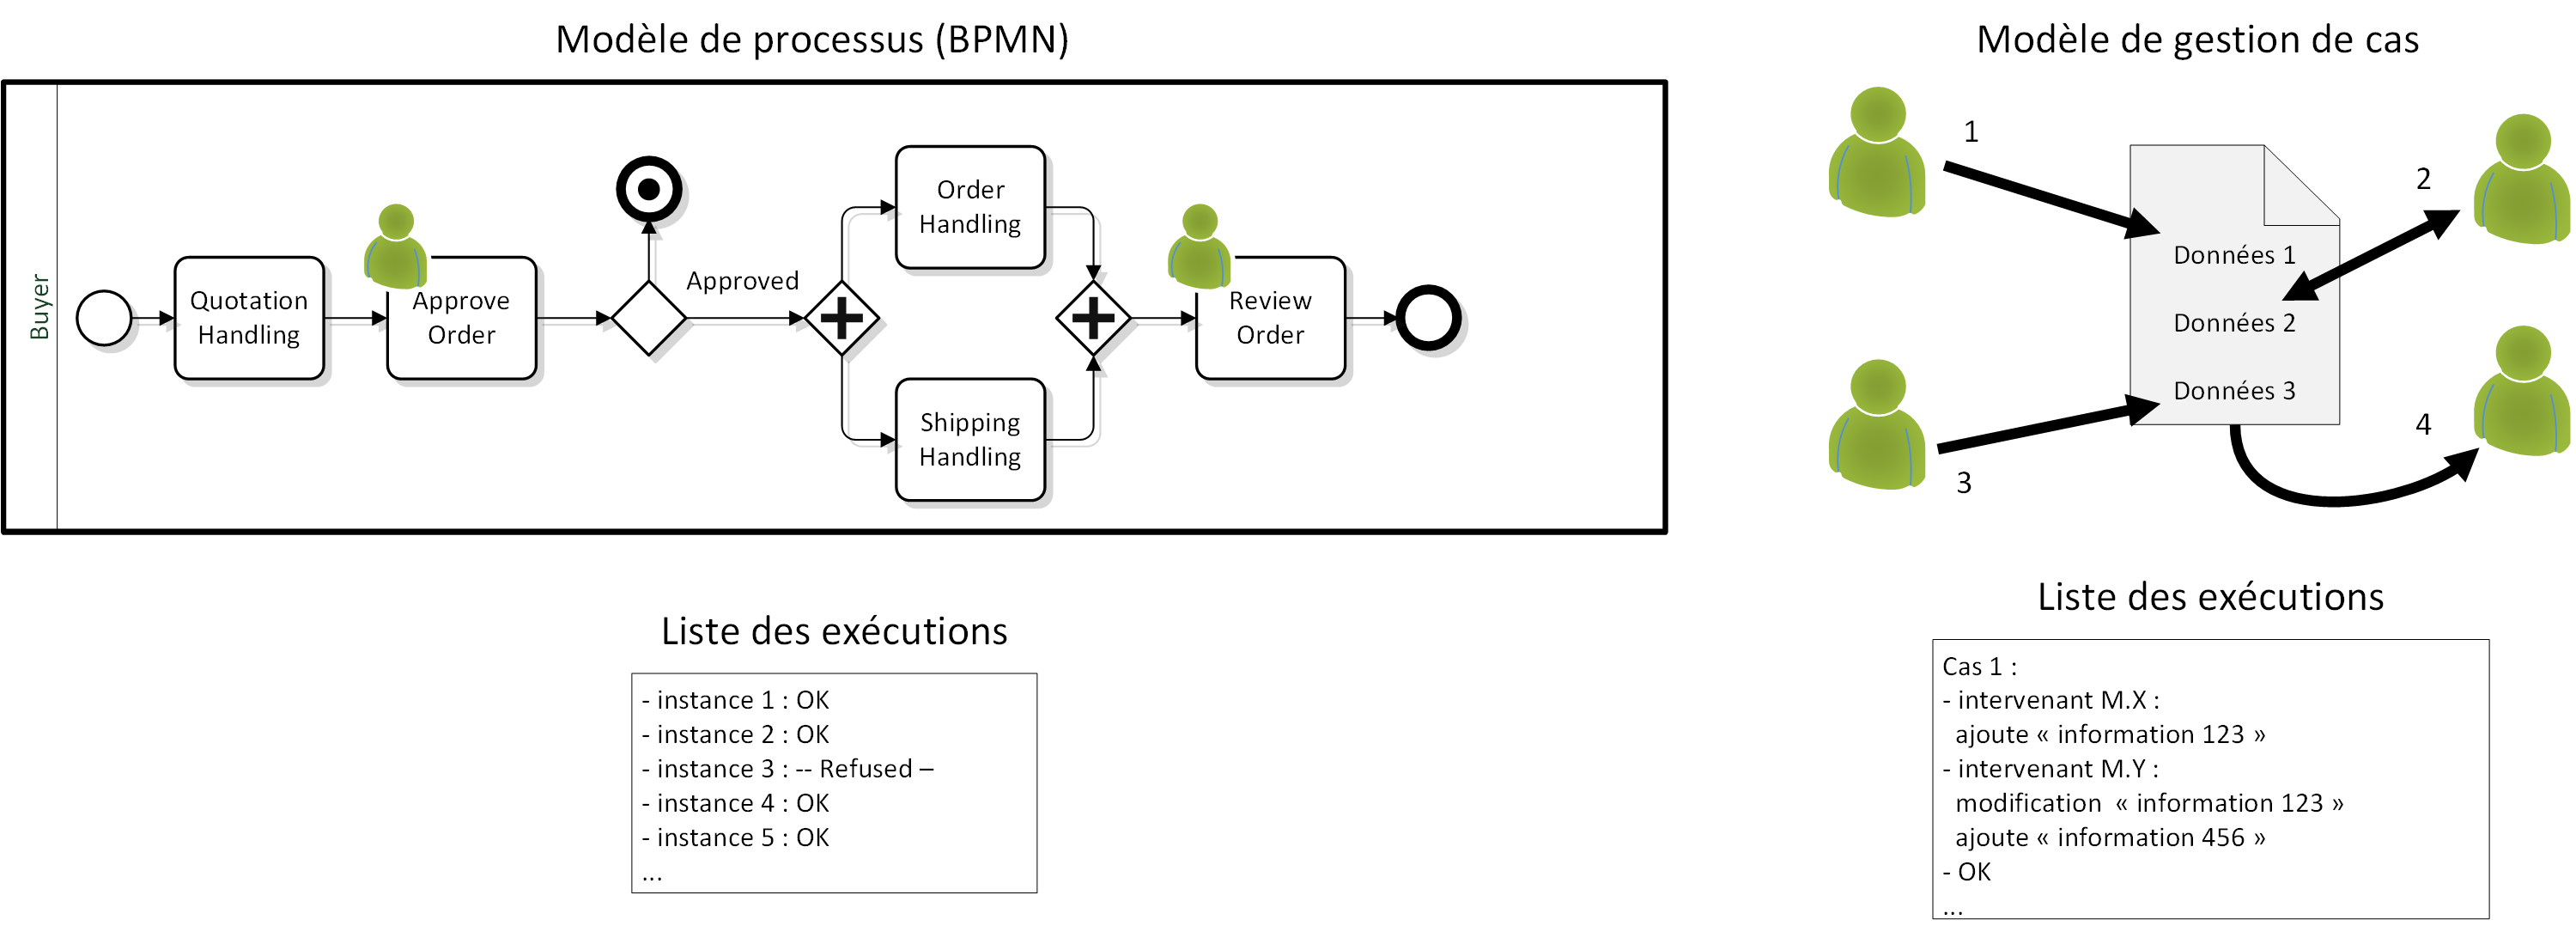 Modèle de processus (BPMN)
Buyer
Quotation
Handling
Approve
Order
Approved
Order
Handling
Shipping
Handling
Review
Order
Liste des exécutions
- instance 1 : OK
- instance 2 : OK
- instance 3 : -- Refused –
- instance 4 : OK
- instance 5 : OK
...
Modèle de gestion de cas
1
2
Données 1
Données 2
Données 3
3
4
Liste des exécutions
Cas 1 :
- intervenant M.X :
ajoute « information 123 »
- intervenant M.Y :
modification « information 123 »
ajoute « information 456 »
- OK
...